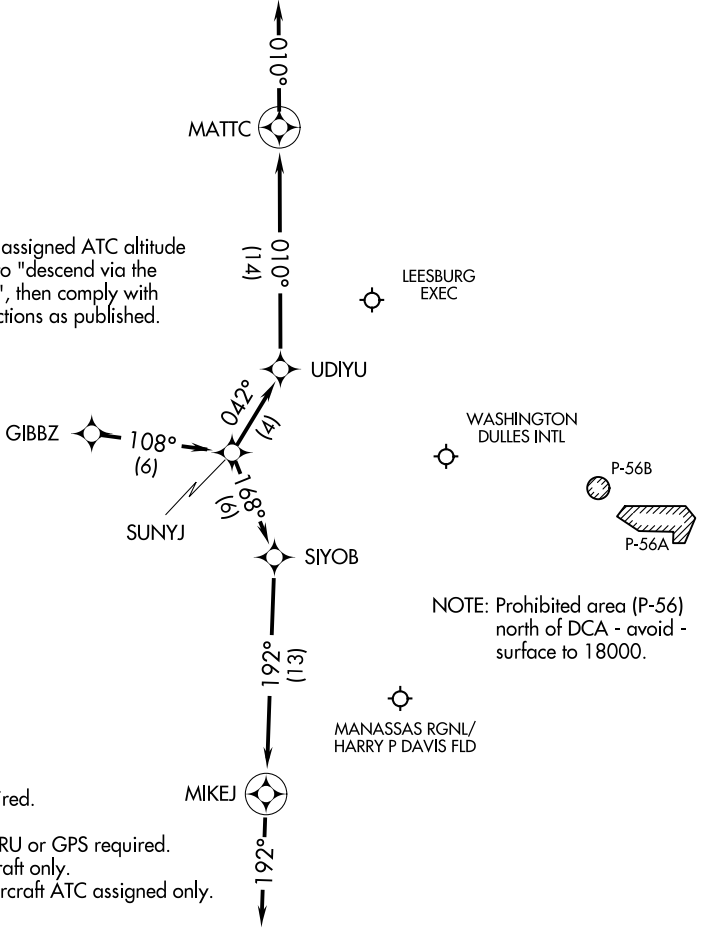 010°
MATTC
assigned ATC altitude
"descend via the
", then comply with
ctions as published.
010°
(14)
LEESBURG
EXEC
UDIYU
042°
(4)
GIBBZ
108°
(6)
WASHINGTON
DULLES INTL
P-56B
168°
(6)
SUNYJ
P-56A
SIYOB
NOTE: Prohibited area (P-56)
north of DCA - avoid -
surface to 18000.
192°
(13)
MANASSAS RGNL/
HARRY P DAVIS FLD
MIKEJ
red.
RU or GPS required.
raft only.
rcraft ATC assigned only.
192°